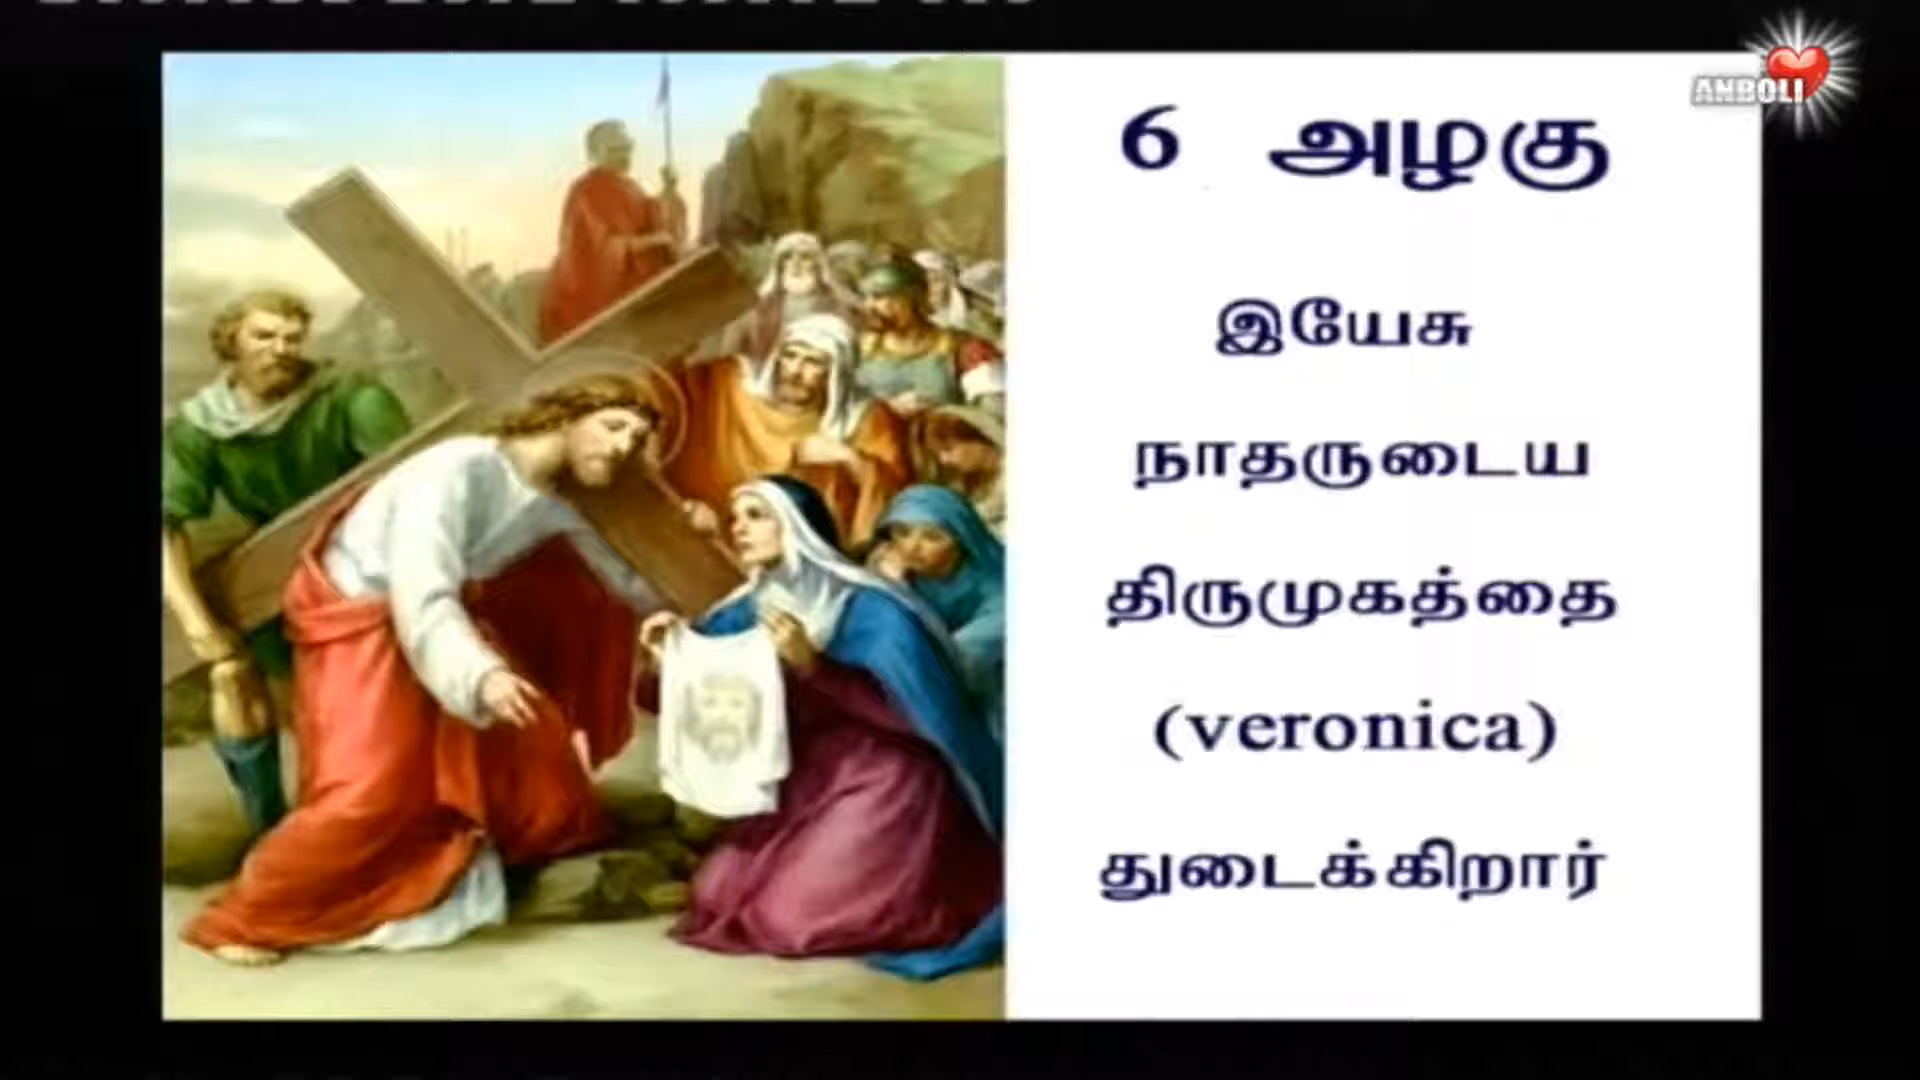 ANBOLI
6 அழகு
இயேசு
நாதருடைய
திருமுகத்தை
(veronica)
துடைக்கிறார்